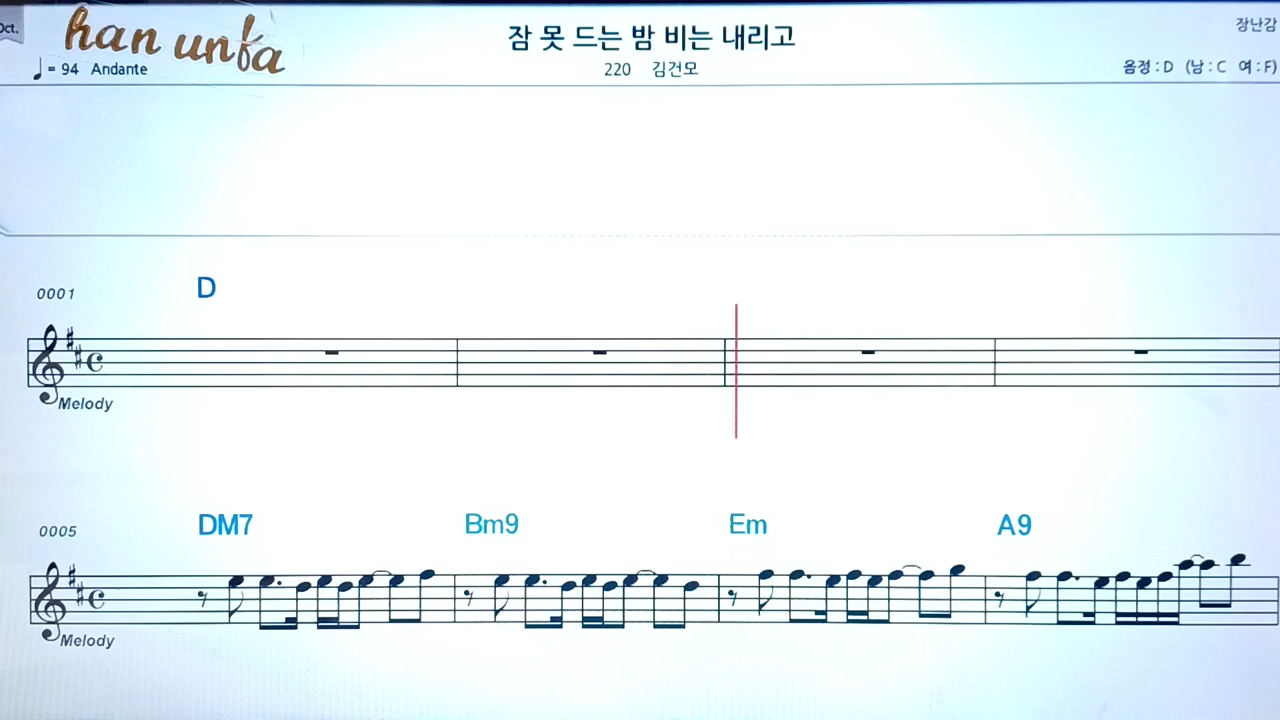 Oct.
han unfa
잠 못 드는 밤 비는 내리고
장난감
= 94 Andante
220 김건모
음정 : D (남 : C 여 : F)
0001
D
Melody
0005
DM7 Bm9 Em A9
Melody